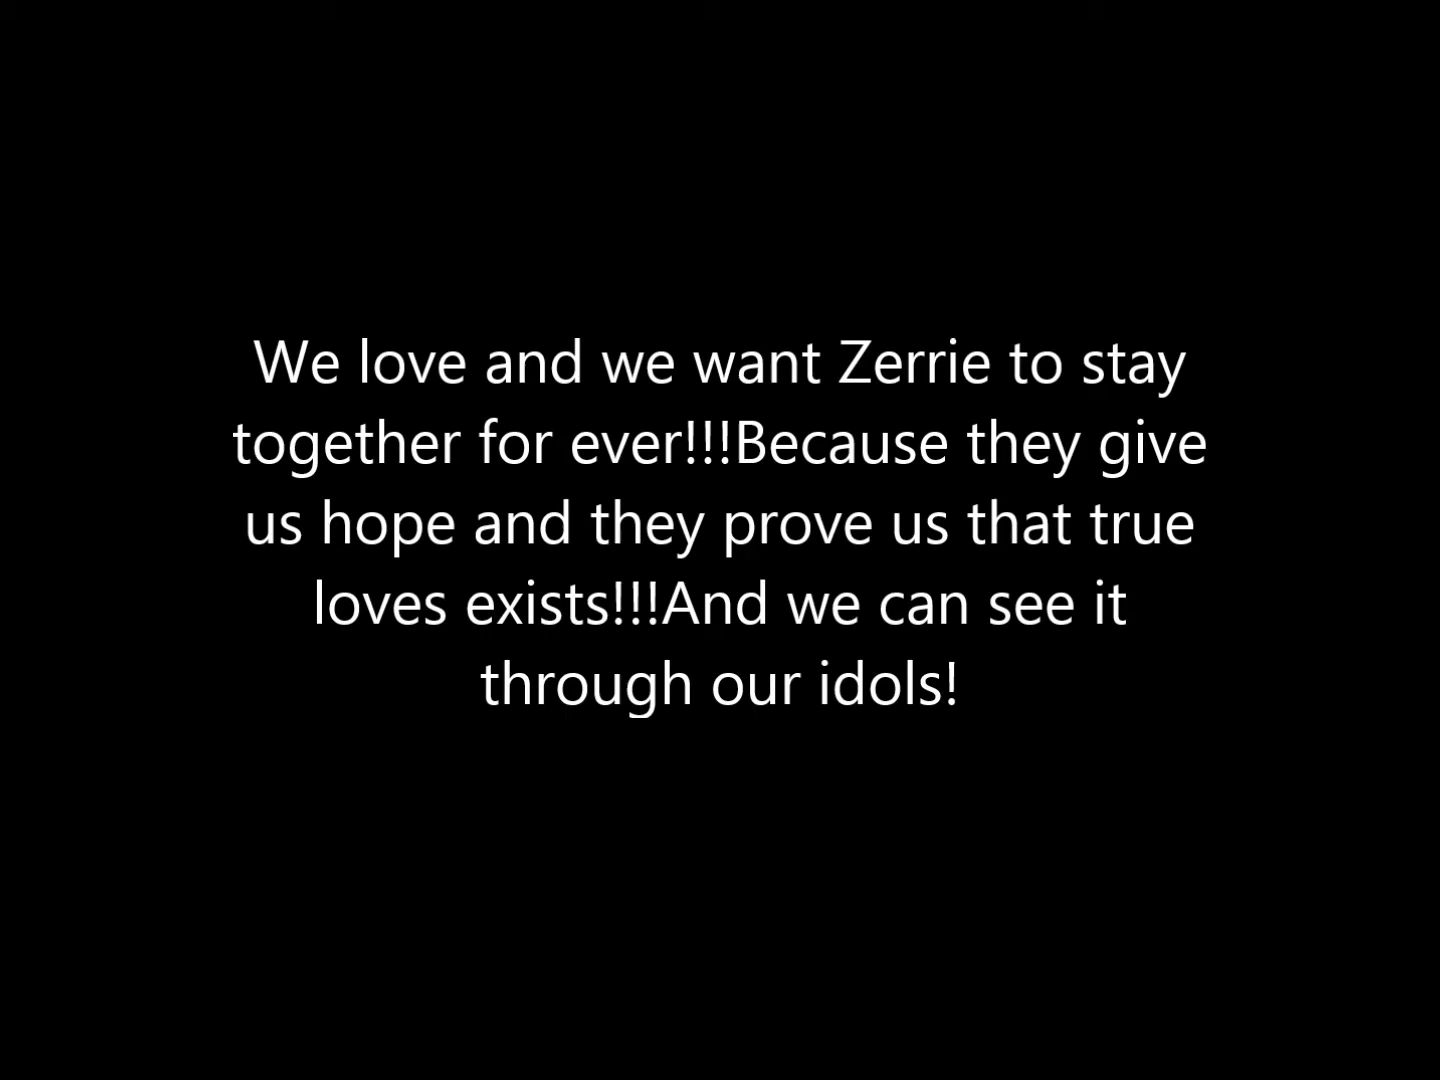 We love and we want Zerrie to stay
together for ever!!!Because they give
us hope and they prove us that true
loves exists!!!And we can see it
through our idols!